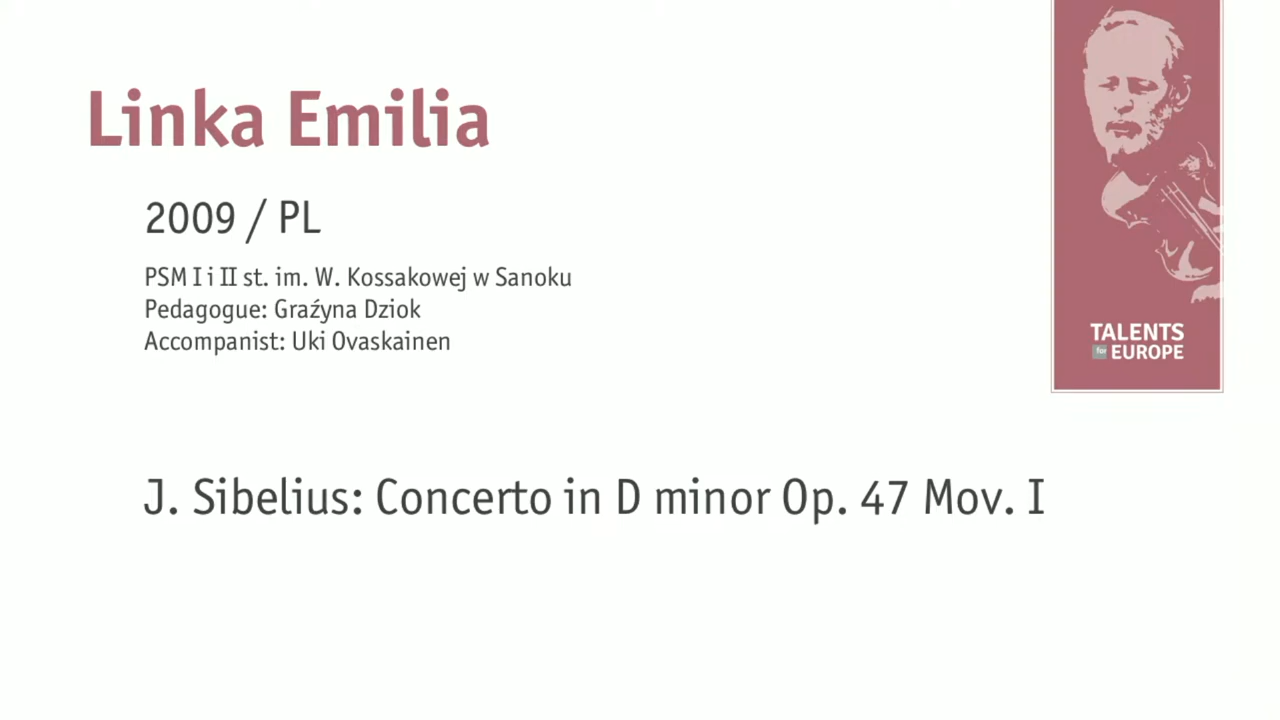 Linka Emilia
2009 / PL
PSM I i II st. im. W. Kossakowej w Sanoku
Pedagogue: Graźyna Dziok
Accompanist: Uki Ovaskainen
J. Sibelius: Concerto in D minor Op. 47 Mov. I
TALENTS
for EUROPE